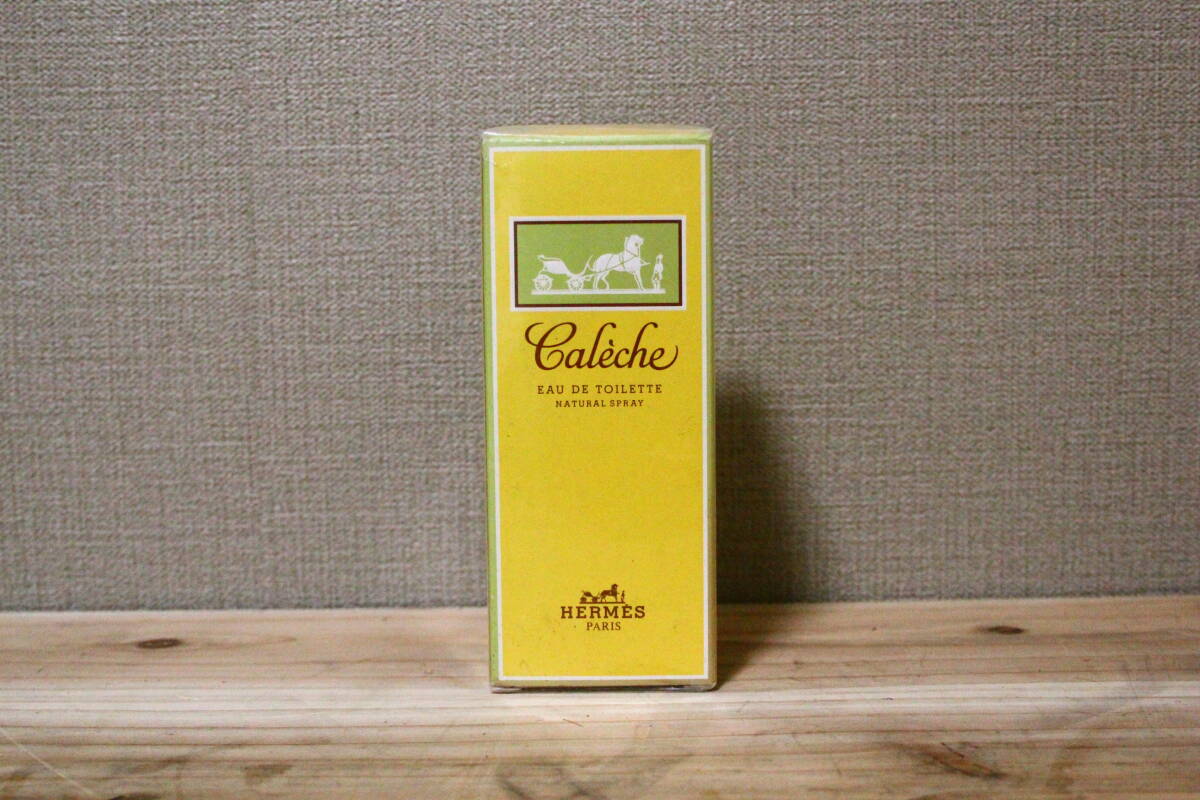 Calèche
EAU DE TOILETTE
NATURAL SPRAY
HERMÈS
PARIS